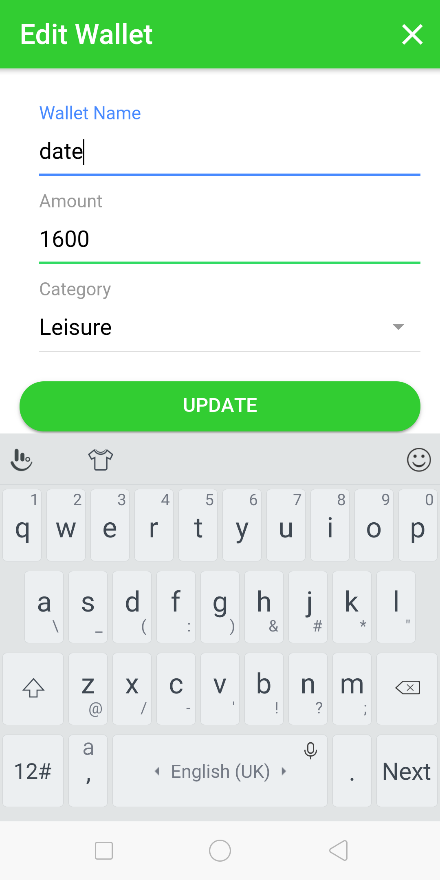 Edit Wallet
Wallet Name
date
Amount
1600
Category
Leisure
UPDATE
1 2 3 4 5 6 7 8 9 0
q w e r t y u i o p
a s d f g h j k l
\ _ ( : ) & # * "
z x c v b n m
@ / - ' ! ? ;
12# a , English (UK) . Next